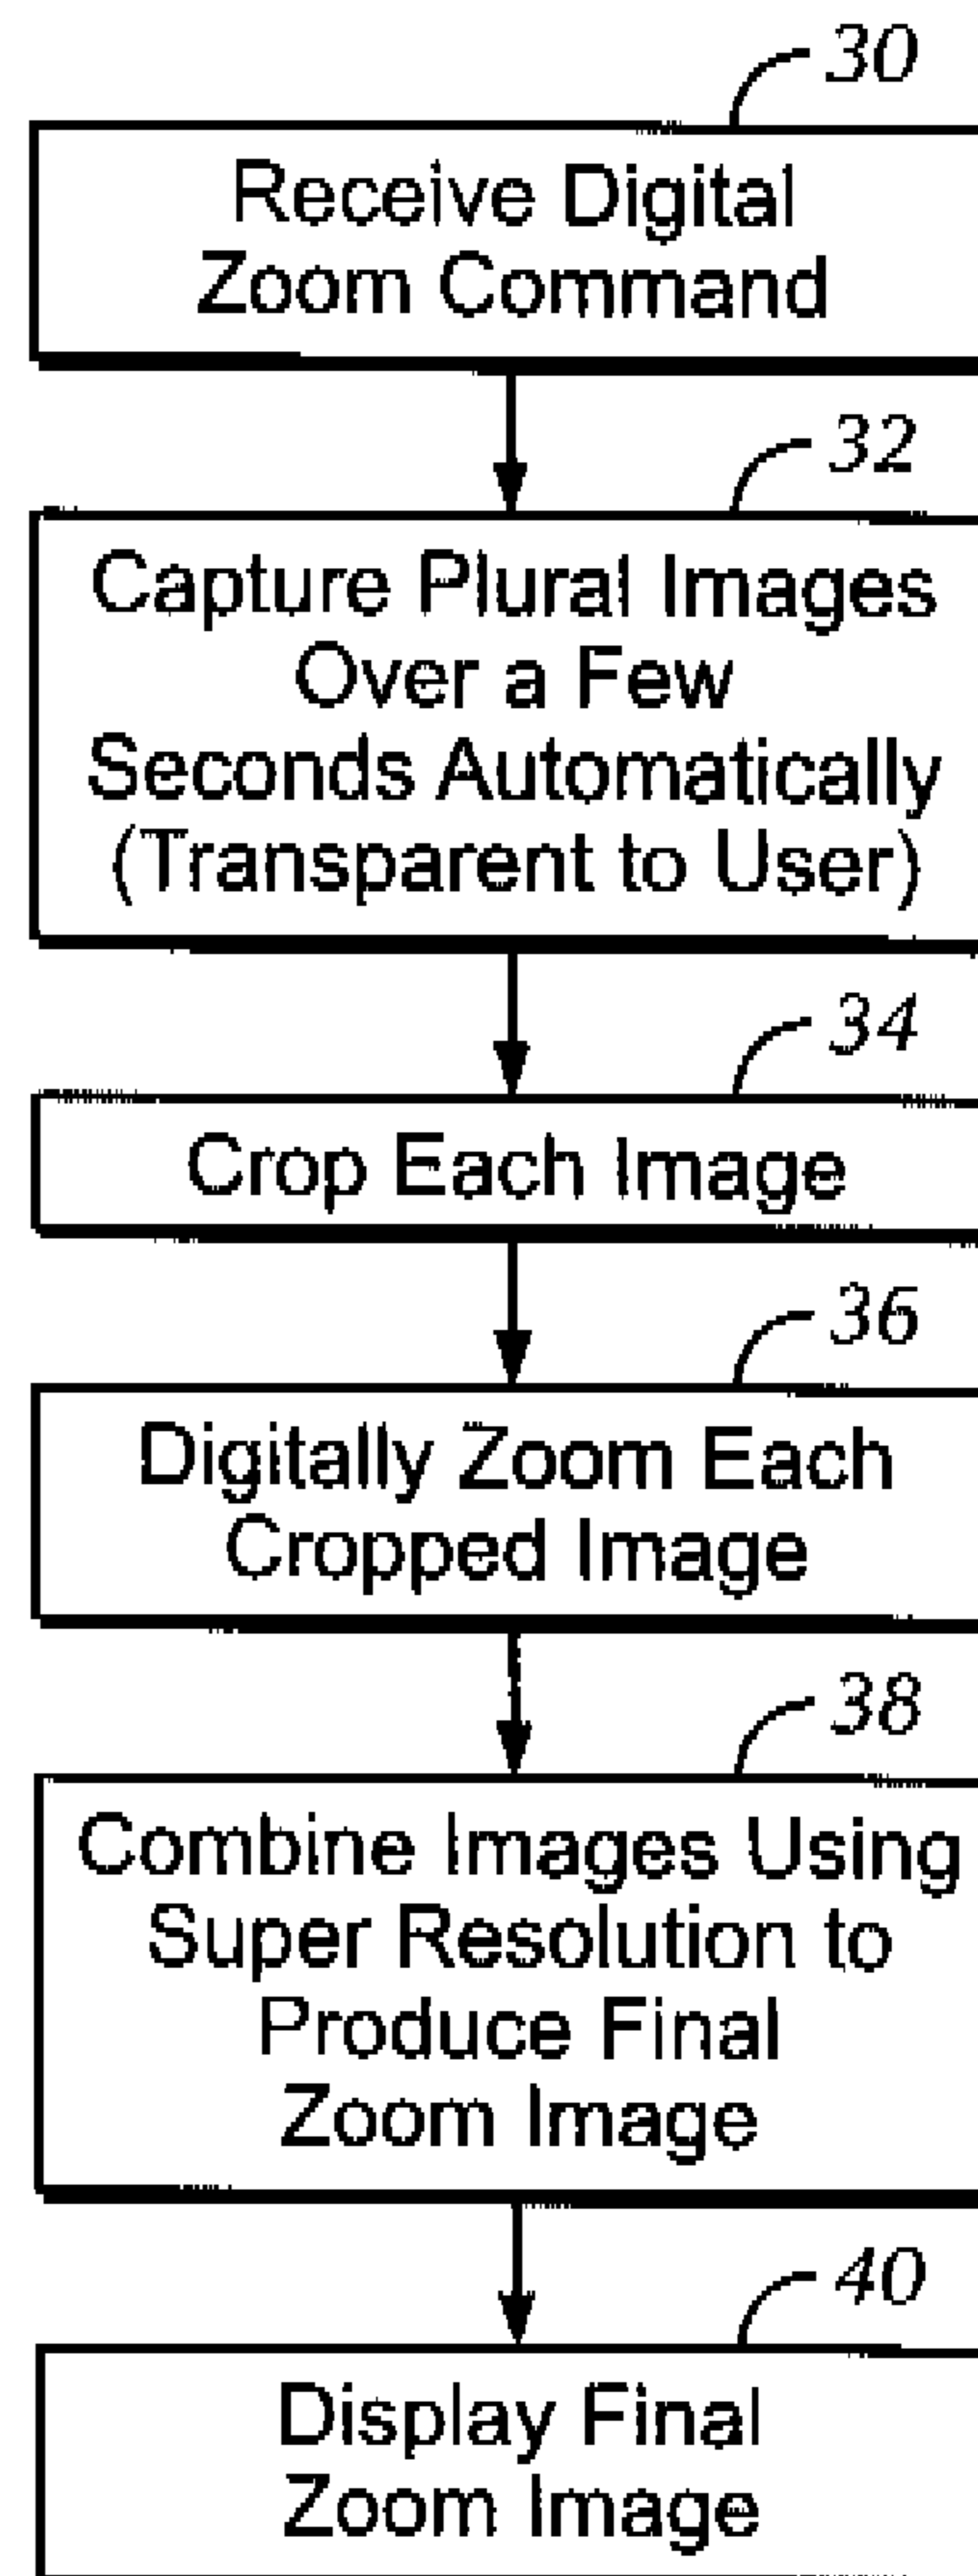 30
Receive Digital
Zoom Command
32
Capture Plural Images
Over a Few
Seconds Automatically
(Transparent to User)
34
Crop Each Image
36
Digitally Zoom Each
Cropped Image
38
Combine Images Using
Super Resolution to
Produce Final
Zoom Image
40
Display Final
Zoom Image